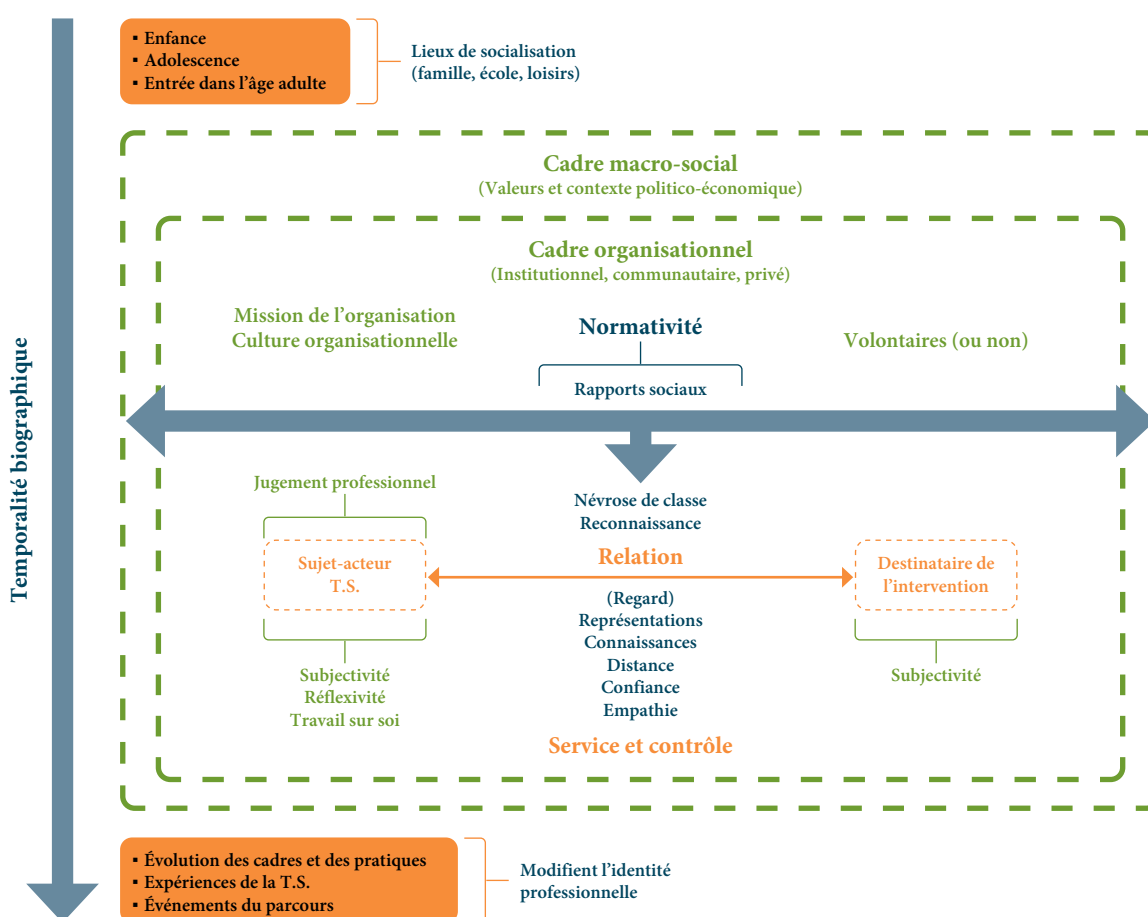 ▪ Enfance
▪ Adolescence
▪ Entrée dans l’âge adulte
Lieux de socialisation
(famille, école, loisirs)
Temporalité biographique
Cadre macro-social
(Valeurs et contexte politico-économique)
Cadre organisationnel
(Institutionnel, communautaire, privé)
Mission de l’organisation
Culture organisationnelle
Normativité
Volontaires (ou non)
Rapports sociaux
Jugement professionnel
Névrose de classe
Reconnaissance
Sujet-acteur
T.S.
Relation
Destinataire de
l’intervention
(Regard)
Représentations
Connaissances
Distance
Confiance
Empathie
Subjectivité
Réflexivité
Travail sur soi
Subjectivité
Service et contrôle
▪ Évolution des cadres et des pratiques
▪ Expériences de la T.S.
▪ Événements du parcours
Modifient l’identité
professionnelle